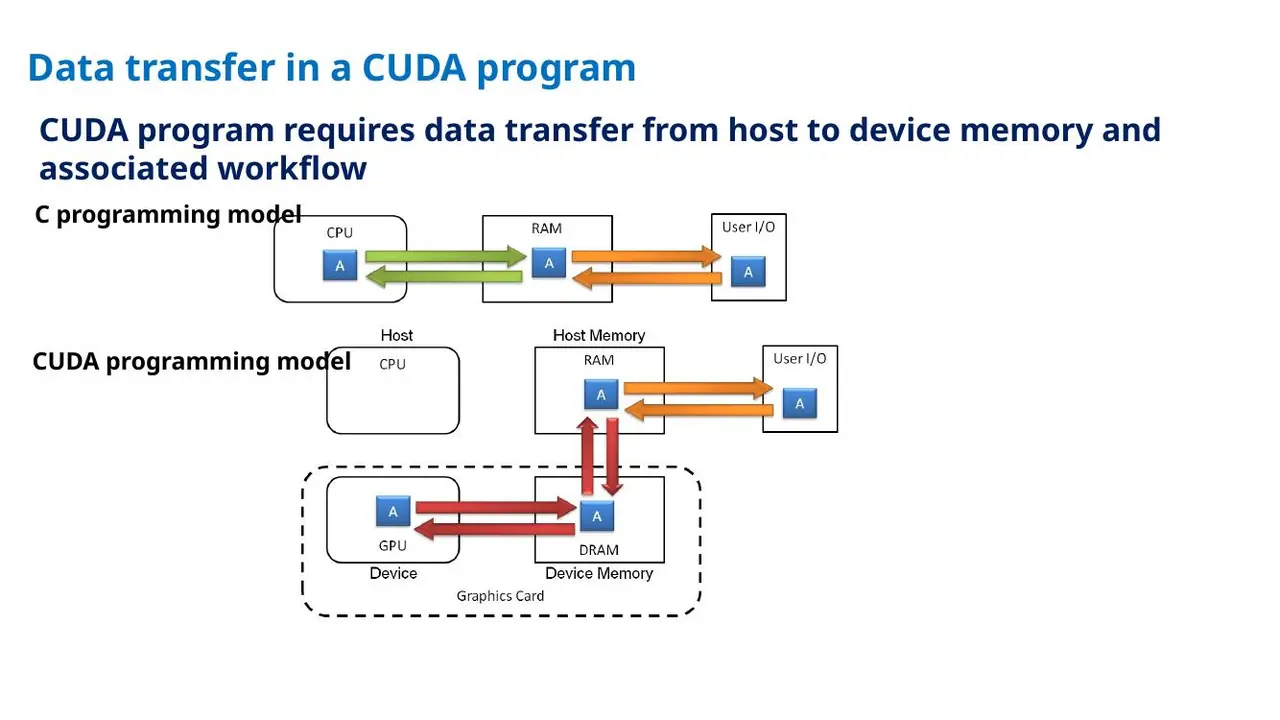 Data transfer in a CUDA program
CUDA program requires data transfer from host to device memory and
associated workflow
C programming model
CPU
RAM
User I/O
A
A
A
Host
Host Memory
CUDA programming model
CPU
RAM
User I/O
A
A
A
A
GPU
DRAM
Device
Device Memory
Graphics Card